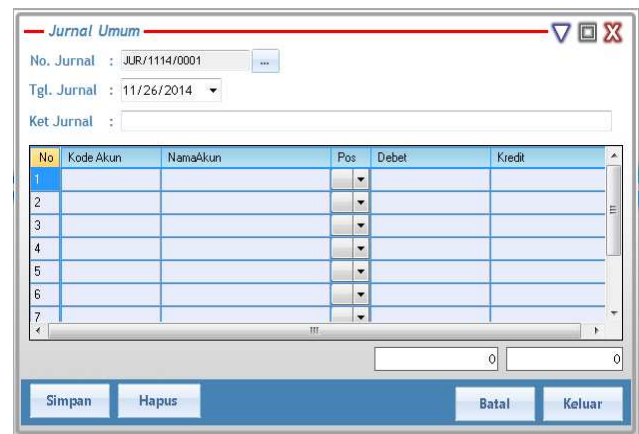 Jurnal Umum
No. Jurnal : JUR/1114/0001 ...
Tgl. Jurnal : 11/26/2014
Ket Jurnal :
No Kode Akun NamaAkun Pos Debet Kredit
1
2
3
4
5
6
7
0 0
Simpan Hapus Batal Keluar